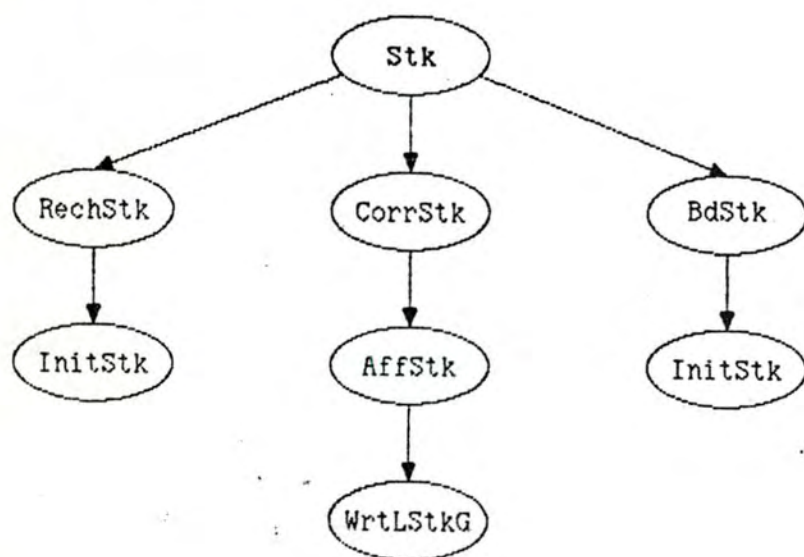 Stk
RechStk
CorrStk
BdStk
InitStk
AffStk
InitStk
WrtLStkG